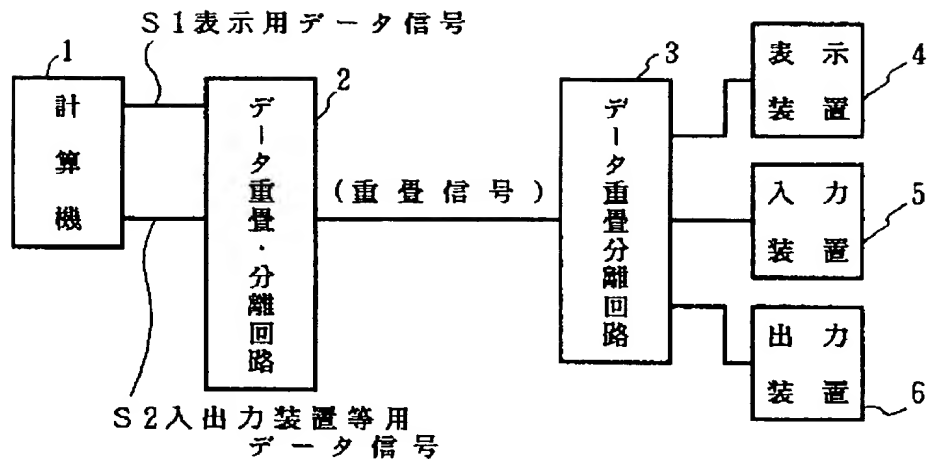 S1表示用データ信号
1
計算機
2
データ重畳・分離回路
(重畳信号)
3
データ重畳分離回路
表示
装置
4
入力
装置
5
出力
装置
6
S2入出力装置等用
データ信号